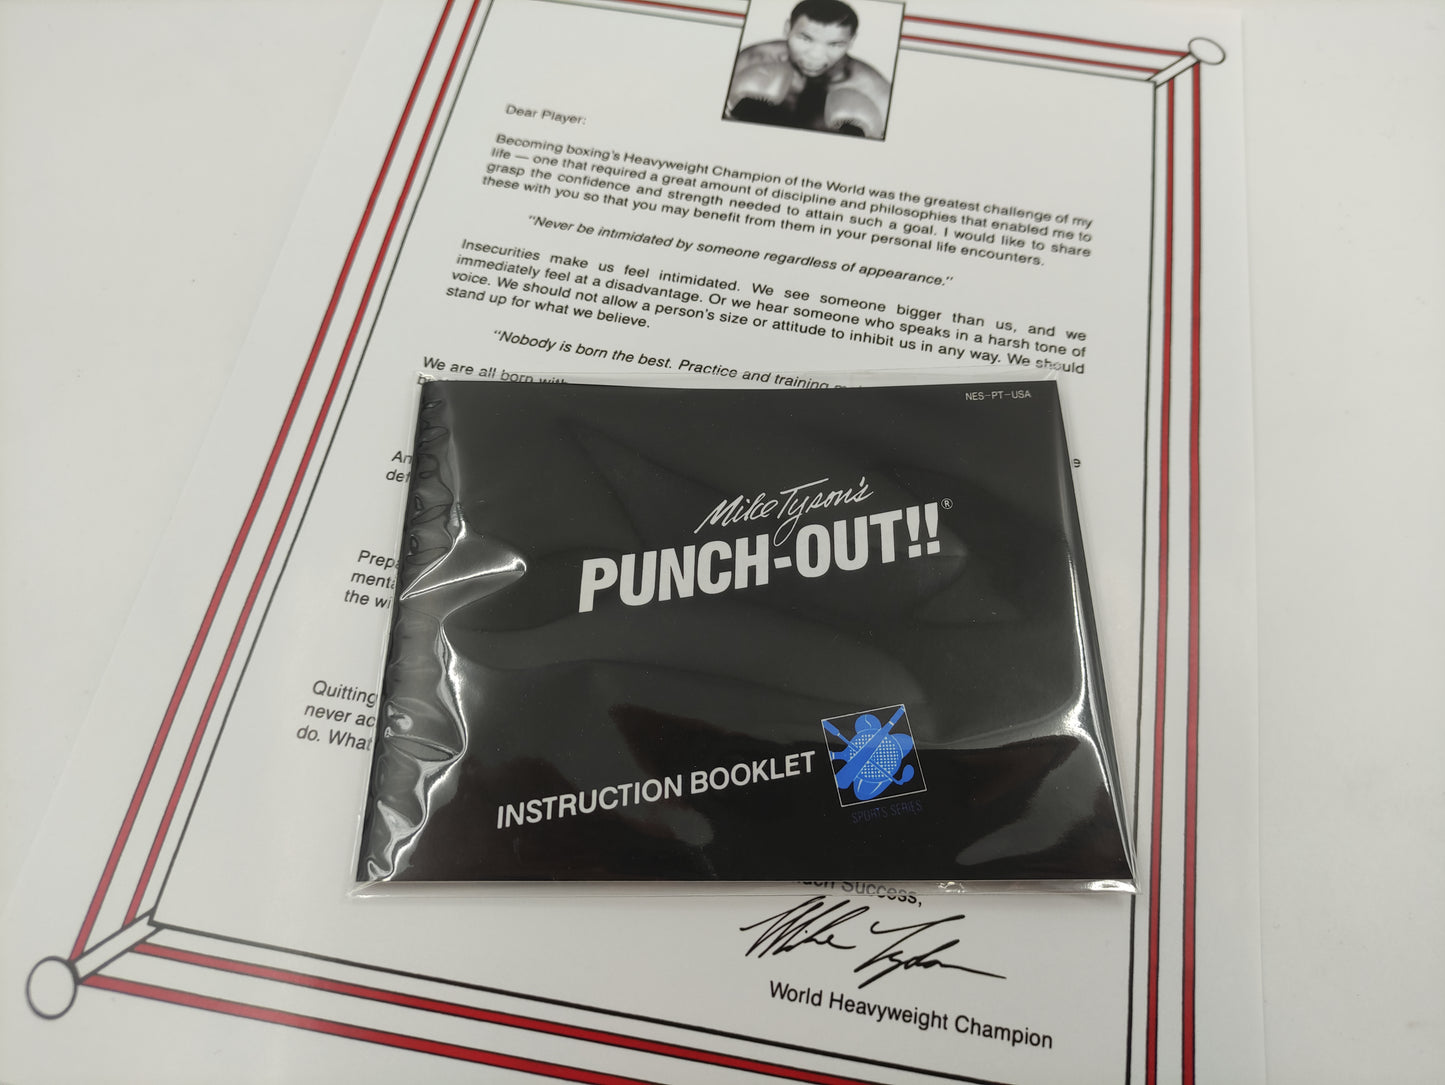 Dear Player:
Becoming boxing's Heavyweight Champion of the World was the greatest challenge of my
life — one that required a great amount of discipline and philosophies that enabled me to
grasp the confidence and strength needed to attain such a goal. I would like to share
these with you so that you may benefit from them in your personal life encounters.
"Never be intimidated by someone regardless of appearance."
Insecurities make us feel intimidated. We see someone bigger than us, and we
immediately feel at a disadvantage. Or we hear someone who speaks in a harsh tone of
voice. We should not allow a person's size or attitude to inhibit us in any way. We should
stand up for what we believe.
"Nobody is born the best. Practice and training
We are all born with
NES-PT-USA
Mike Tyson's
PUNCH-OUT!!®
INSTRUCTION BOOKLET
SPORTS SERIES
Quitting
never
do. What
Success,
Mike Tyson
World Heavyweight Champion